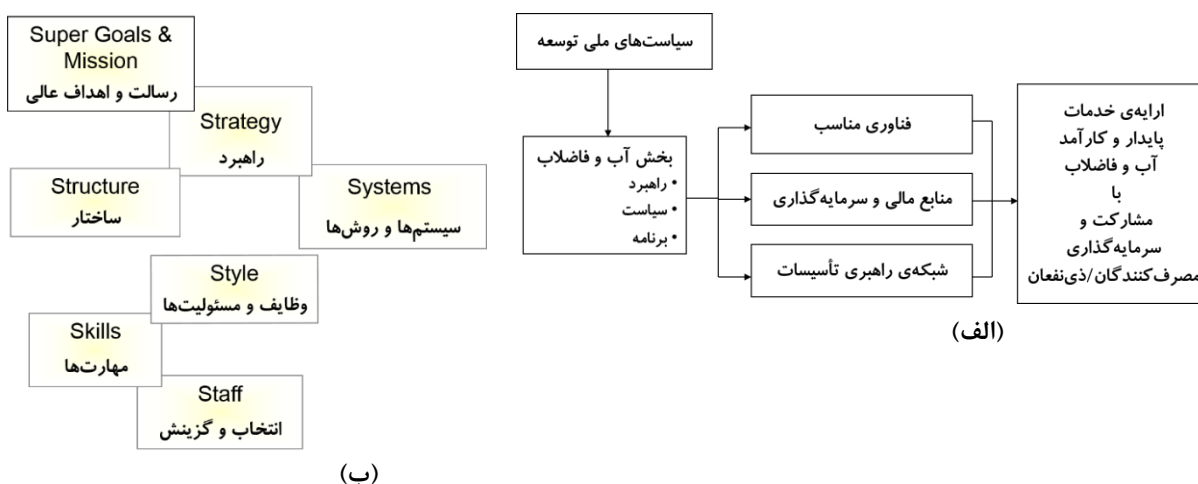 سیاست‌های ملی توسعه
بخش آب و فاضلاب
• راهبرد
• سیاست
• برنامه
فناوری مناسب
منابع مالی و سرمایه‌گذاری
شبکه‌ی راهبری تأسیسات
ارایه‌ی خدمات
پایدار و کارآمد
آب و فاضلاب
با
مشارکت و
سرمایه‌گذاری
مصرف‌کنندگان/ذی‌نفعان
(الف)
Super Goals &
Mission
رسالت و اهداف عالی
Strategy
راهبرد
Structure
ساختار
Systems
سیستم‌ها و روش‌ها
Style
وظایف و مسئولیت‌ها
Skills
مهارت‌ها
Staff
انتخاب و گزینش
(ب)